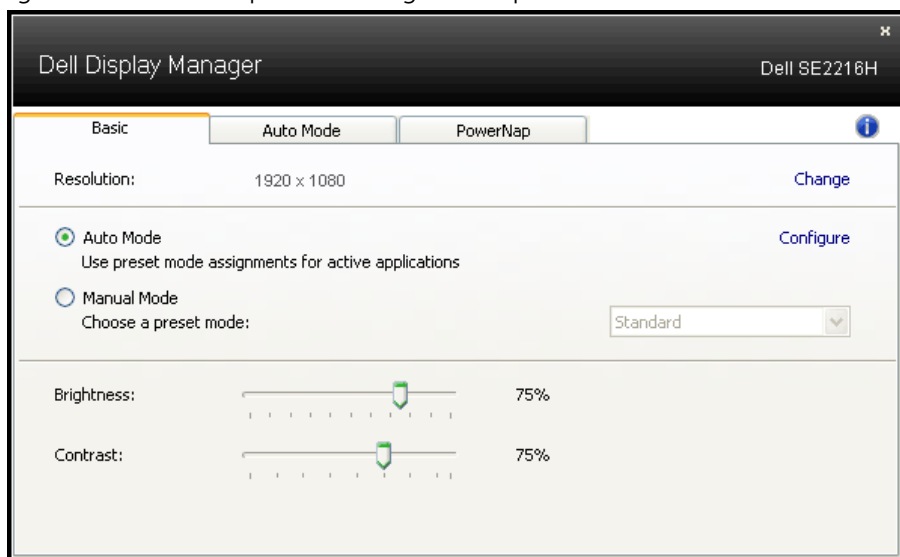 Dell Display Manager
Dell SE2216H
Basic
Auto Mode
PowerNap
Resolution:
1920 x 1080
Change
Auto Mode
Configure
Use preset mode assignments for active applications
Manual Mode
Choose a preset mode:
Standard
Brightness:
75%
Contrast:
75%